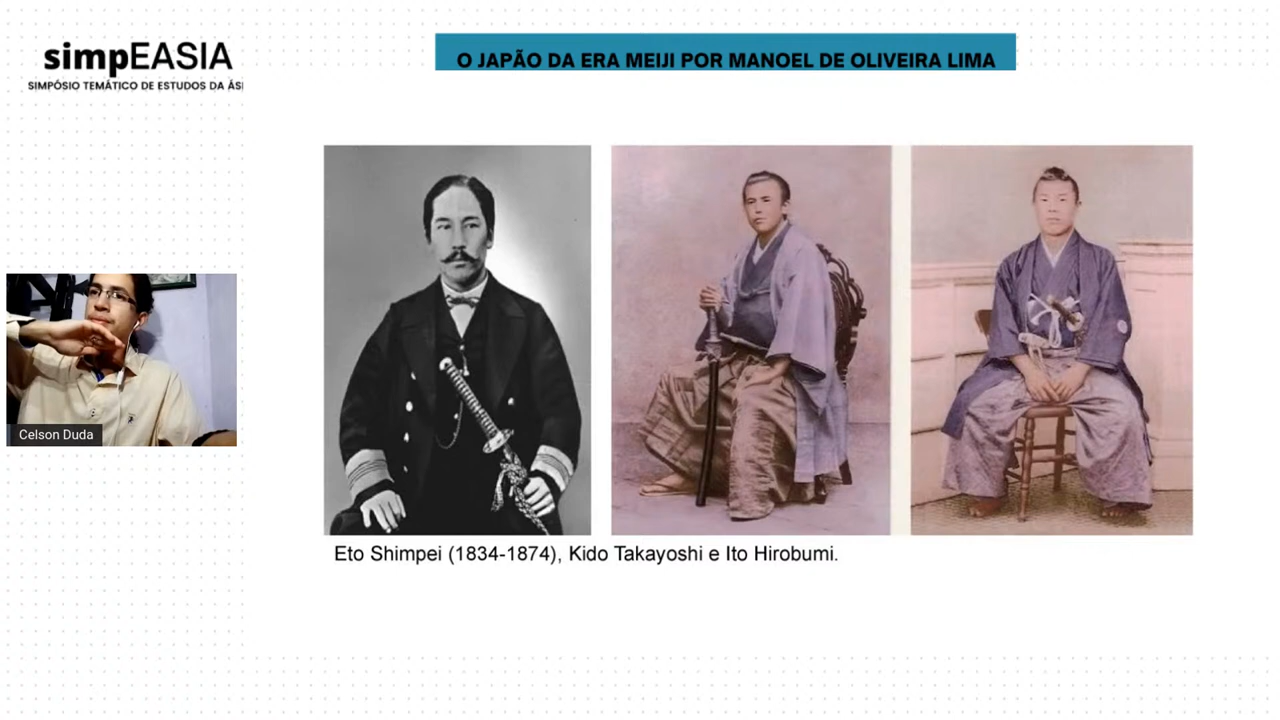 simpEASIA
SIMPÓSIO TEMÁTICO DE ESTUDOS DA ÁSI
O JAPÃO DA ERA MEIJI POR MANOEL DE OLIVEIRA LIMA
Celson Duda
Eto Shimpei (1834-1874), Kido Takayoshi e Ito Hirobumi.